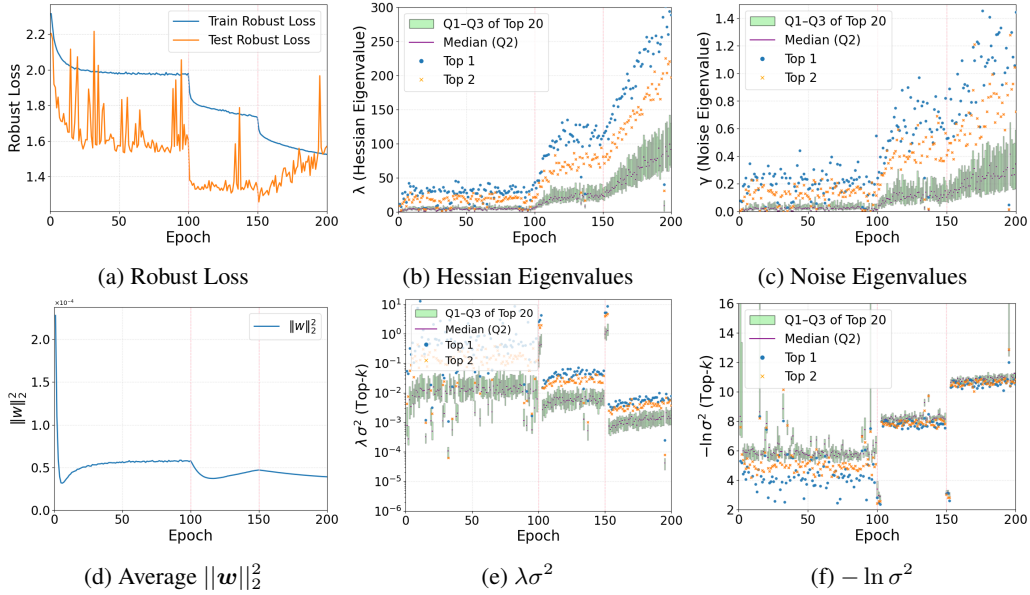 Robust Loss
2.2
2.0
1.8
1.6
1.4
Train Robust Loss
Test Robust Loss
0 50 100 150 200
Epoch
(a) Robust Loss
λ (Hessian Eigenvalue)
300
250
200
150
100
50
0
Q1–Q3 of Top 20
Median (Q2)
Top 1
Top 2
0 50 100 150 200
Epoch
(b) Hessian Eigenvalues
γ (Noise Eigenvalue)
1.4
1.2
1.0
0.8
0.6
0.4
0.2
0.0
Q1–Q3 of Top 20
Median (Q2)
Top 1
Top 2
0 50 100 150 200
Epoch
(c) Noise Eigenvalues
×10⁻⁴
||w||₂²
2.0
1.5
1.0
0.5
0.0
||w||₂²
0 50 100 150 200
Epoch
(d) Average ||w||₂²
λ σ² (Top-k)
10¹
10⁰
10⁻¹
10⁻²
10⁻³
10⁻⁴
10⁻⁵
10⁻⁶
Q1–Q3 of Top 20
Median (Q2)
Top 1
Top 2
0 50 100 150 200
Epoch
(e) λσ²
−ln σ² (Top-k)
16
14
12
10
8
6
4
2
Q1–Q3 of Top 20
Median (Q2)
Top 1
Top 2
0 50 100 150 200
Epoch
(f) − ln σ²